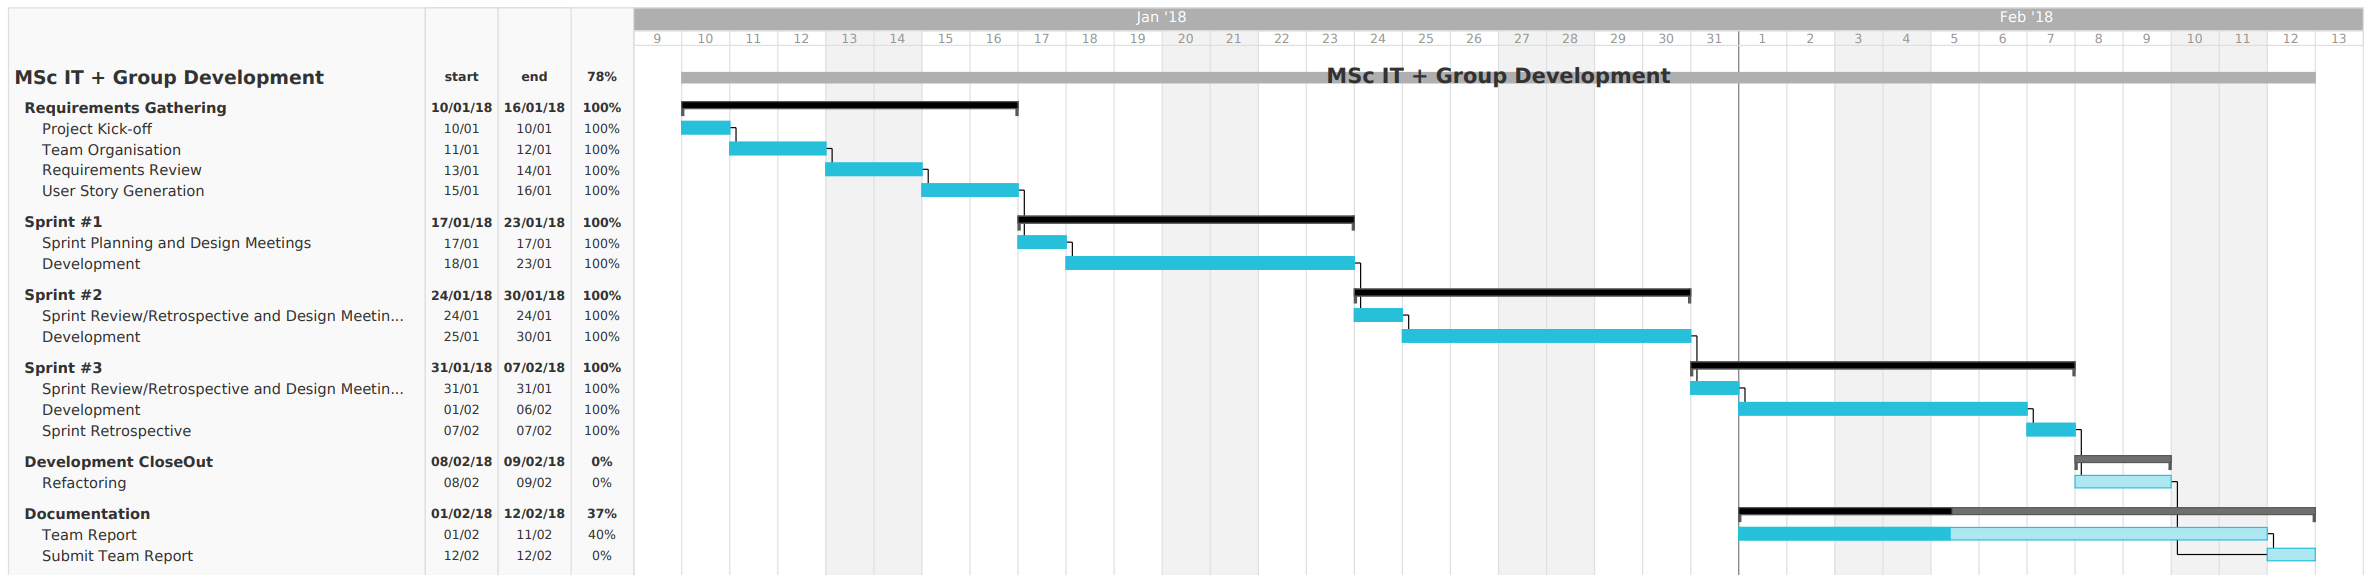 Jan '18 Feb '18
9 10 11 12 13 14 15 16 17 18 19 20 21 22 23 24 25 26 27 28 29 30 31 1 2 3 4 5 6 7 8 9 10 11 12 13
MSc IT + Group Development start end 78% MSc IT + Group Development
Requirements Gathering 10/01/18 16/01/18 100%
Project Kick-off 10/01 10/01 100%
Team Organisation 11/01 12/01 100%
Requirements Review 13/01 14/01 100%
User Story Generation 15/01 16/01 100%
Sprint #1 17/01/18 23/01/18 100%
Sprint Planning and Design Meetings 17/01 17/01 100%
Development 18/01 23/01 100%
Sprint #2 24/01/18 30/01/18 100%
Sprint Review/Retrospective and Design Meetin... 24/01 24/01 100%
Development 25/01 30/01 100%
Sprint #3 31/01/18 07/02/18 100%
Sprint Review/Retrospective and Design Meetin... 31/01 31/01 100%
Development 01/02 06/02 100%
Sprint Retrospective 07/02 07/02 100%
Development CloseOut 08/02/18 09/02/18 0%
Refactoring 08/02 09/02 0%
Documentation 01/02/18 12/02/18 37%
Team Report 01/02 11/02 40%
Submit Team Report 12/02 12/02 0%